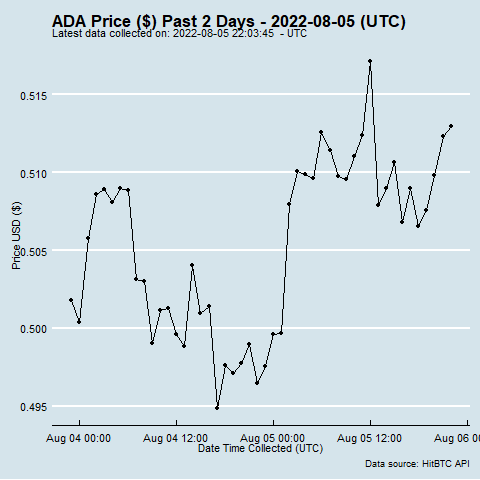 ADA Price ($) Past 2 Days - 2022-08-05 (UTC)
Latest data collected on: 2022-08-05 22:03:45 - UTC
Price USD ($)
0.515
0.510
0.505
0.500
0.495
Aug 04 00:00 Aug 04 12:00 Aug 05 00:00 Aug 05 12:00 Aug 06 0
Date Time Collected (UTC)
Data source: HitBTC API